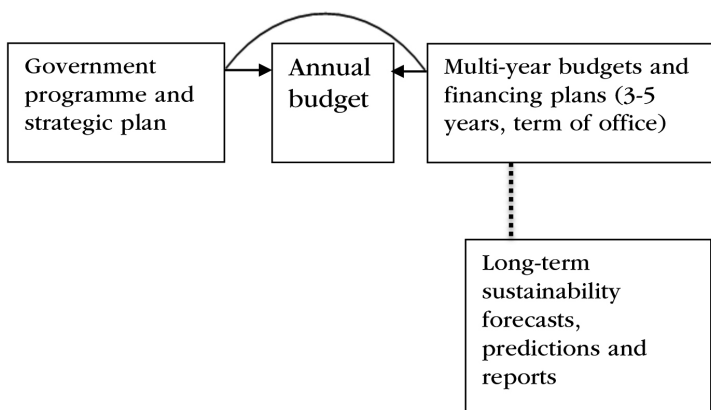 Government
programme and
strategic plan
Annual
budget
Multi-year budgets and
financing plans (3-5
years, term of office)
Long-term
sustainability
forecasts,
predictions and
reports